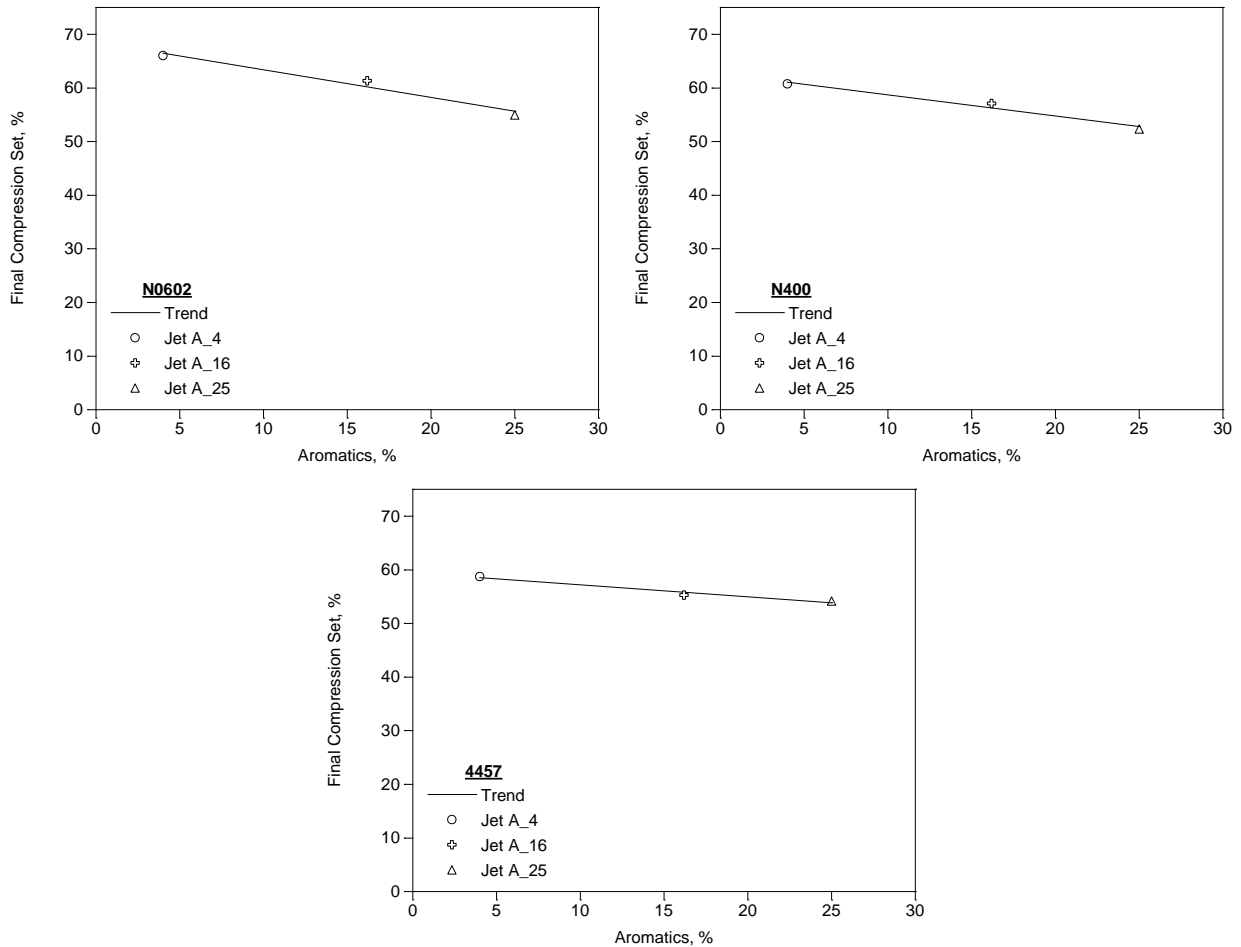 70
60
50
40
30
20
10
0
Final Compression Set, %
N0602
Trend
Jet A_4
Jet A_16
Jet A_25
0 5 10 15 20 25 30
Aromatics, %
70
60
50
40
30
20
10
0
Final Compression Set, %
N400
Trend
Jet A_4
Jet A_16
Jet A_25
0 5 10 15 20 25 30
Aromatics, %
70
60
50
40
30
20
10
0
Final Compression Set, %
4457
Trend
Jet A_4
Jet A_16
Jet A_25
0 5 10 15 20 25 30
Aromatics, %